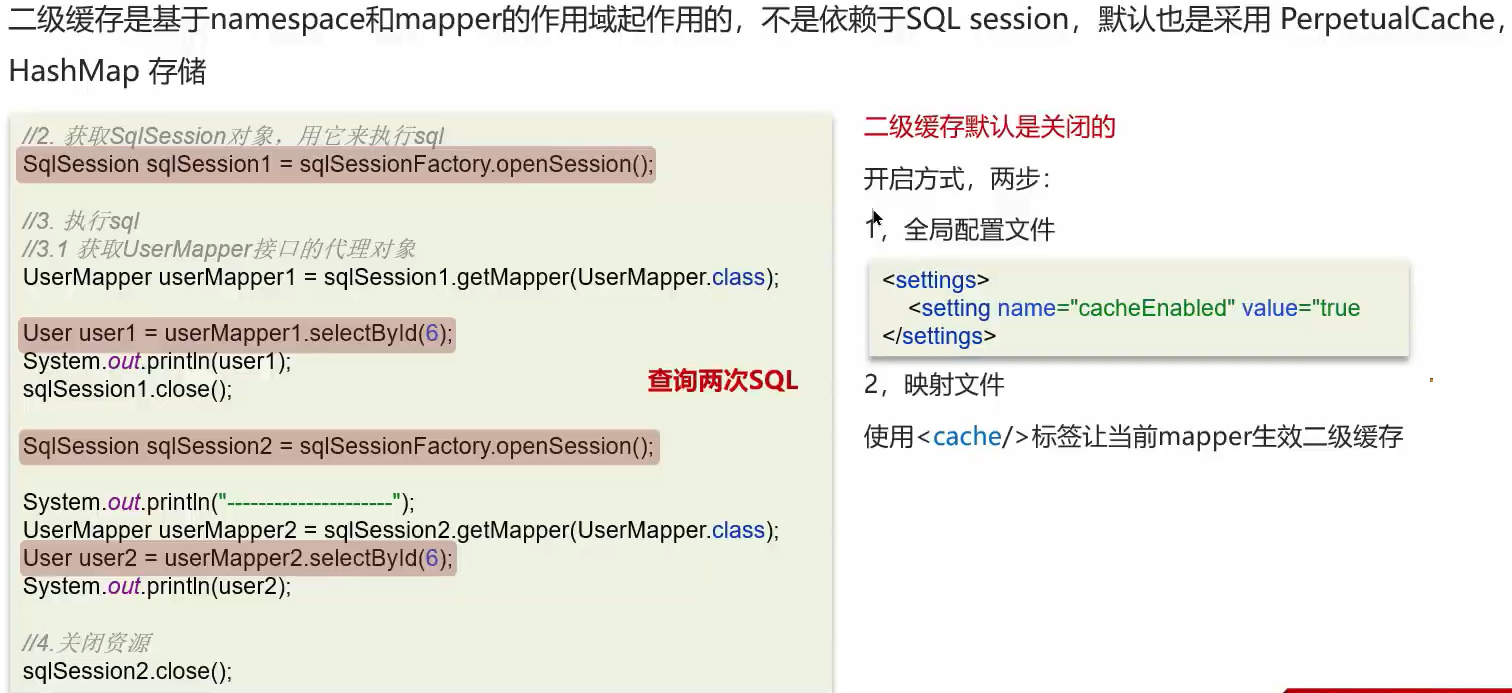 二级缓存是基于namespace和mapper的作用域起作用的，不是依赖于SQL session，默认也是采用 PerpetualCache，
HashMap 存储
//2. 获取SqlSession对象，用它来执行sql
SqlSession sqlSession1 = sqlSessionFactory.openSession();
//3. 执行sql
//3.1 获取UserMapper接口的代理对象
UserMapper userMapper1 = sqlSession1.getMapper(UserMapper.class);
User user1 = userMapper1.selectById(6);
System.out.println(user1);
sqlSession1.close();
查询两次SQL
SqlSession sqlSession2 = sqlSessionFactory.openSession();
System.out.println("----------------------");
UserMapper userMapper2 = sqlSession2.getMapper(UserMapper.class);
User user2 = userMapper2.selectById(6);
System.out.println(user2);
//4.关闭资源
sqlSession2.close();
二级缓存默认是关闭的
开启方式，两步：
1，全局配置文件
<settings>
<setting name="cacheEnabled" value="true
</settings>
2，映射文件
使用<cache/>标签让当前mapper生效二级缓存